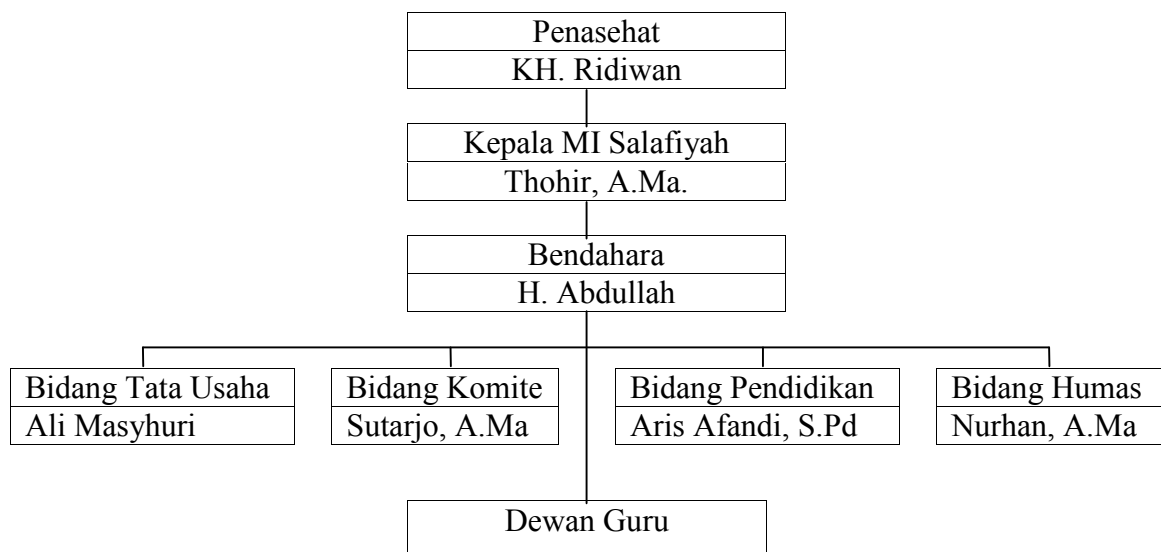 Penasehat
KH. Ridiwan
Kepala MI Salafiyah
Thohir, A.Ma.
Bendahara
H. Abdullah
Bidang Tata Usaha
Ali Masyhuri
Bidang Komite
Sutarjo, A.Ma
Bidang Pendidikan
Aris Afandi, S.Pd
Bidang Humas
Nurhan, A.Ma
Dewan Guru